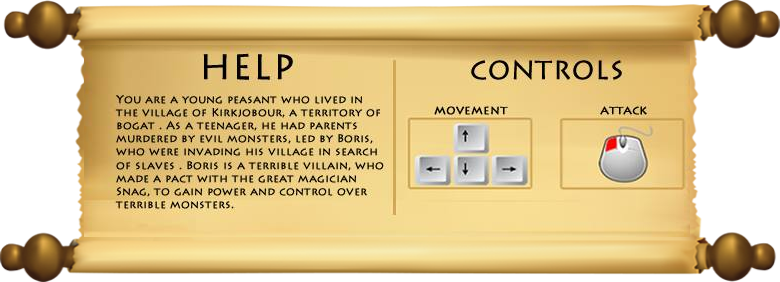 HELP
You are a young peasant who lived in
the village of Kirkjobour, a territory of
bogat . As a teenager, he had parents
murdered by evil monsters, led by Boris,
who were invading his village in search
of slaves . Boris is a terrible villain, who
made a pact with the great magician
Snag, to gain power and control over
terrible monsters.
CONTROLS
MOVEMENT
ATTACK